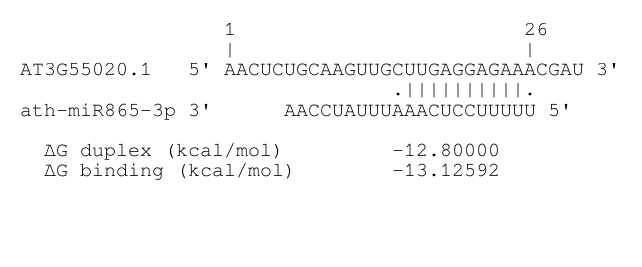 1 26
| |
AT3G55020.1 5' AACUCUGCAAGUUGCUUGAGGAGAAACGAU 3'
.||||||||||.
ath-miR865-3p 3' AACCUAUUUAAACUCCUUUUU 5'
ΔG duplex (kcal/mol) -12.80000
ΔG binding (kcal/mol) -13.12592